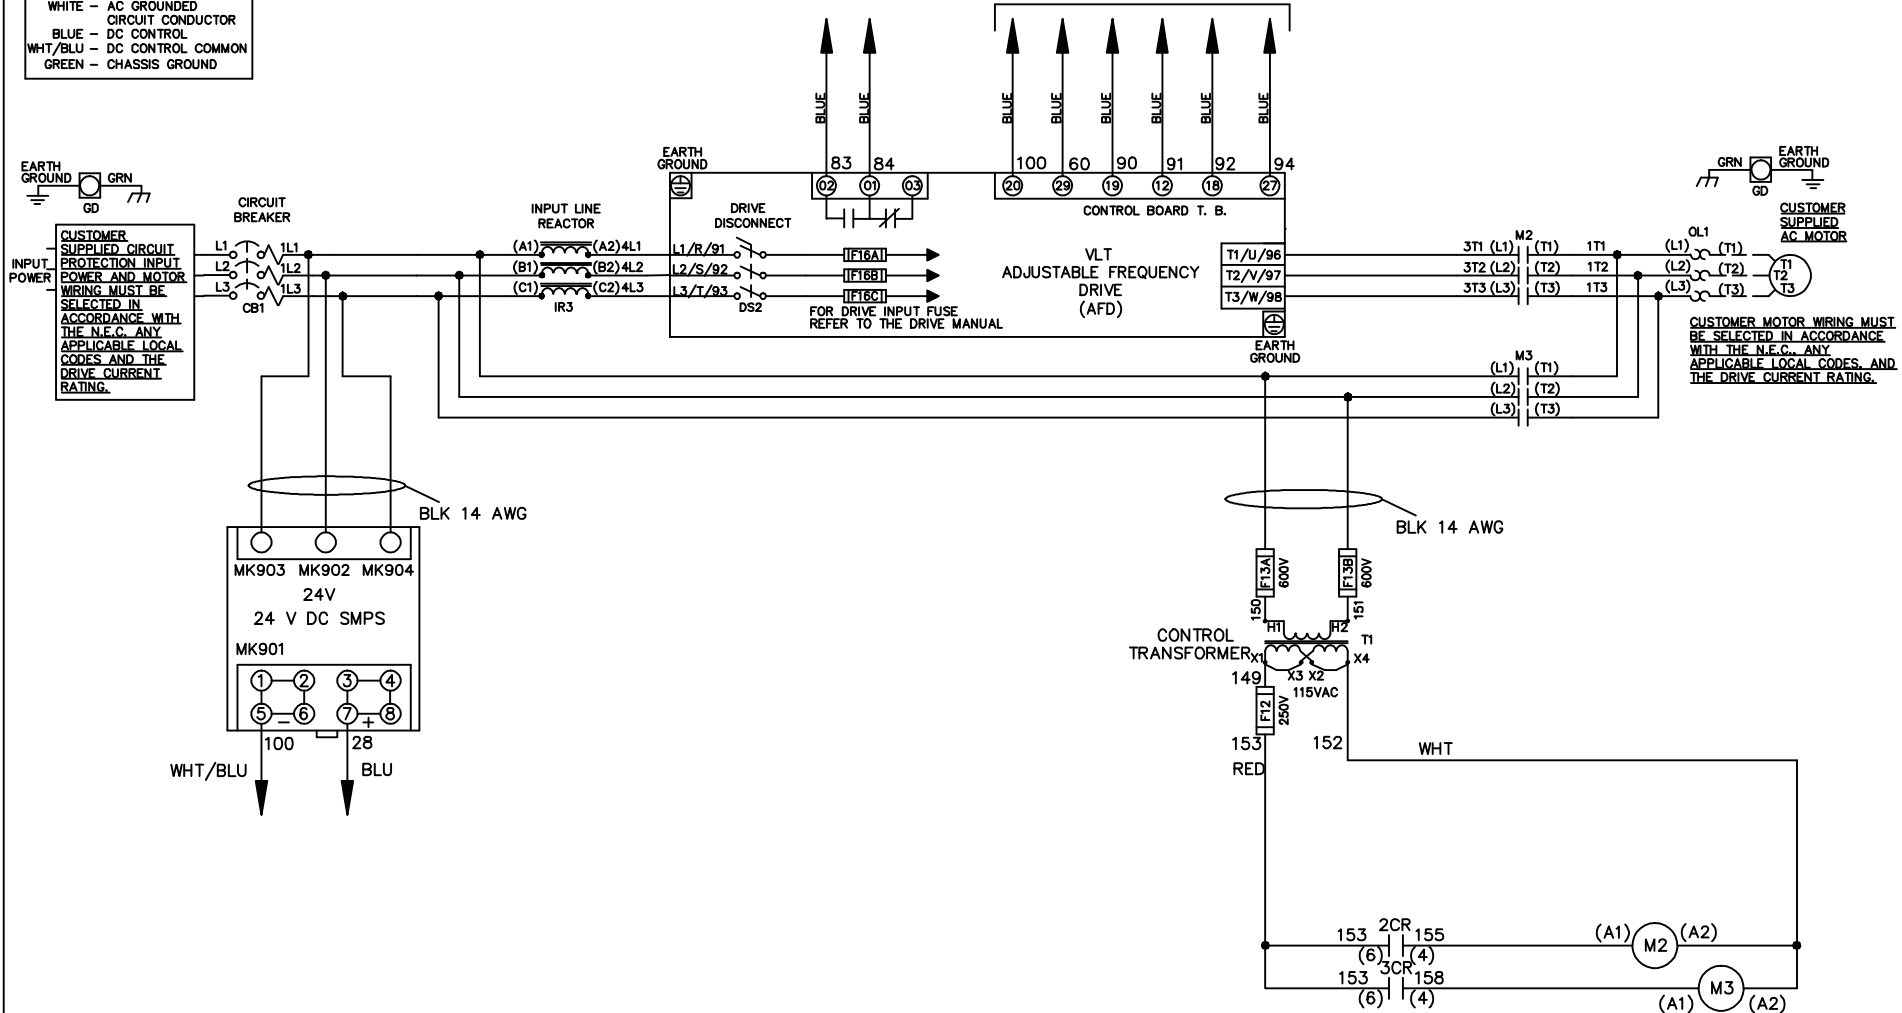 WHITE – AC GROUNDED
CIRCUIT CONDUCTOR
BLUE – DC CONTROL
WHT/BLU – DC CONTROL COMMON
GREEN – CHASSIS GROUND
BLUE
BLUE
BLUE
BLUE
BLUE
BLUE
BLUE
BLUE
EARTH
GROUND
GRN
GD
INPUT
POWER
CUSTOMER
SUPPLIED CIRCUIT
PROTECTION INPUT
POWER AND MOTOR
WIRING MUST BE
SELECTED IN
ACCORDANCE WITH
THE N.E.C. ANY
APPLICABLE LOCAL
CODES AND THE
DRIVE CURRENT
RATING.
CIRCUIT
BREAKER
L1
1L1
L2
1L2
L3
1L3
CB1
INPUT LINE
REACTOR
(A1)
(A2)
4L1
(B1)
(B2)
4L2
(C1)
(C2)
4L3
IR3
EARTH
GROUND
L1/R/91
L2/S/92
L3/T/93
DRIVE
DISCONNECT
DS2
83
84
02
01
03
F16A
F16B
F16C
FOR DRIVE INPUT FUSE
REFER TO THE DRIVE MANUAL
100
60
90
91
92
94
20
29
19
12
18
27
CONTROL BOARD T. B.
VLT
ADJUSTABLE FREQUENCY
DRIVE
(AFD)
T1/U/96
T2/V/97
T3/W/98
EARTH
GROUND
M2
3T1 (L1) (T1) 1T1
3T2 (L2) (T2) 1T2
3T3 (L3) (T3) 1T3
M3
(L1) (T1)
(L2) (T2)
(L3) (T3)
OL1
(L1) (T1)
(L2) (T2)
(L3) (T3)
T1
T2
T3
GRN
EARTH
GROUND
GD
CUSTOMER
SUPPLIED
AC MOTOR
CUSTOMER MOTOR WIRING MUST
BE SELECTED IN ACCORDANCE
WITH THE N.E.C., ANY
APPLICABLE LOCAL CODES, AND
THE DRIVE CURRENT RATING.
BLK 14 AWG
MK903 MK902 MK904
24V
24 V DC SMPS
MK901
1 2 3 4
5 – 6 7 + 8
100
28
WHT/BLU
BLU
BLK 14 AWG
F13A
600V
F13B
600V
150
151
H1
H2
T1
CONTROL
TRANSFORMER
X1
X4
X3 X2
115VAC
149
F12
250V
153
152
RED
WHT
2CR
153 155
(6) (4)
(A1) M2 (A2)
3CR
153 158
(6) (4)
(A1) M3 (A2)